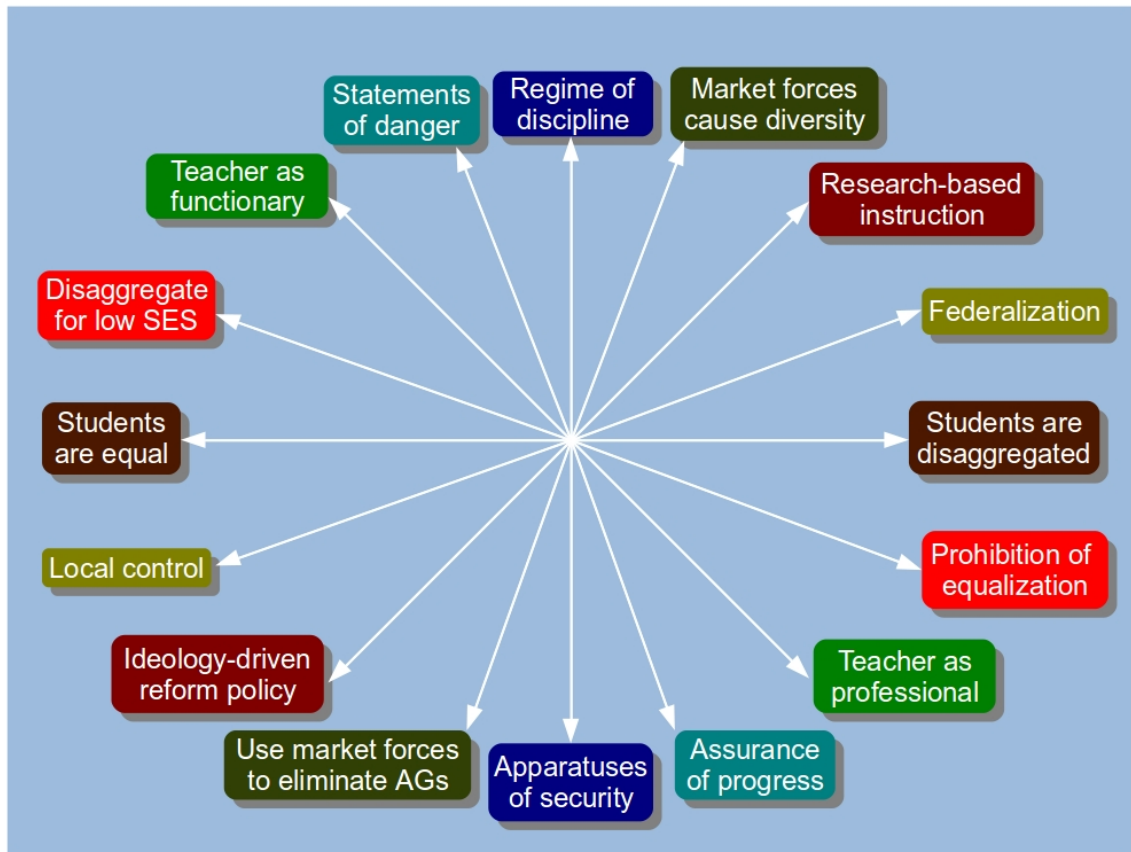 Statements
of danger
Regime of
discipline
Market forces
cause diversity
Teacher as
functionary
Research-based
instruction
Disaggregate
for low SES
Federalization
Students
are equal
Students are
disaggregated
Local control
Prohibition of
equalization
Ideology-driven
reform policy
Teacher as
professional
Use market forces
to eliminate AGs
Apparatuses
of security
Assurance
of progress